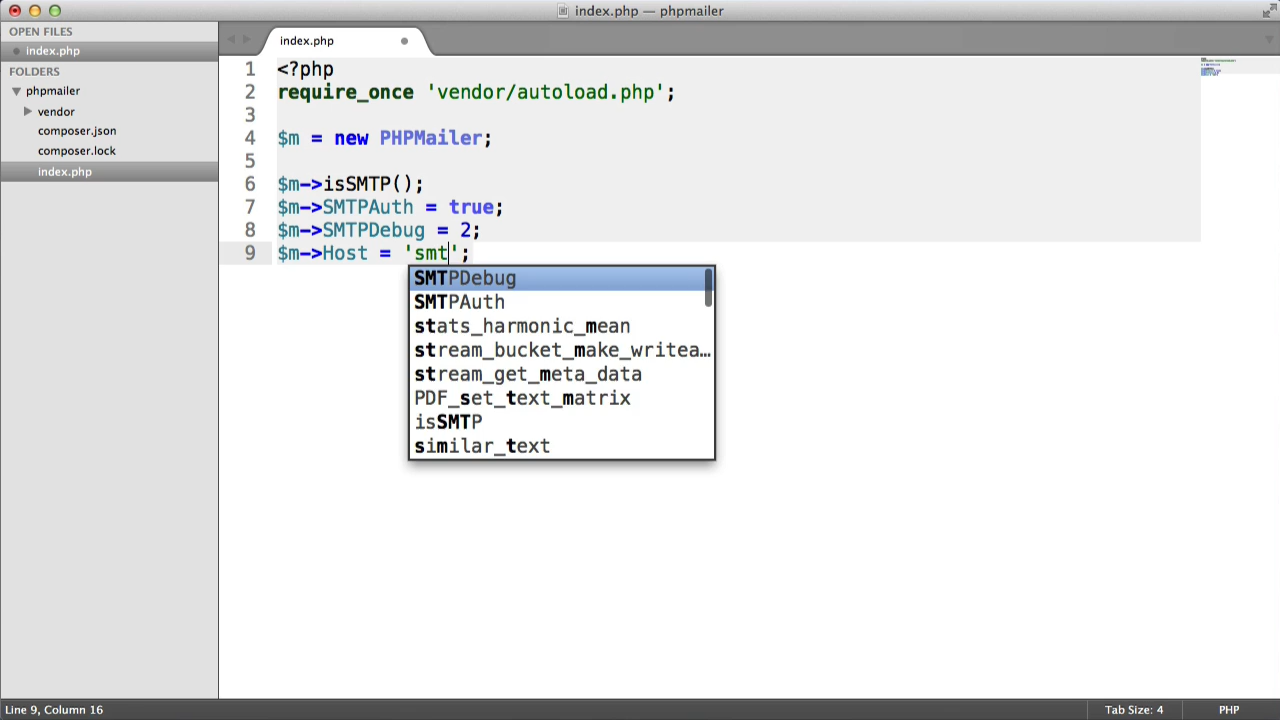 index.php — phpmailer
OPEN FILES
index.php
FOLDERS
phpmailer
vendor
composer.json
composer.lock
index.php
index.php
1 <?php
2 require_once 'vendor/autoload.php';
3
4 $m = new PHPMailer;
5
6 $m->isSMTP();
7 $m->SMTPAuth = true;
8 $m->SMTPDebug = 2;
9 $m->Host = 'smt';
SMTPDebug
SMTPAuth
stats_harmonic_mean
stream_bucket_make_writea…
stream_get_meta_data
PDF_set_text_matrix
isSMTP
similar_text
Line 9, Column 16
Tab Size: 4
PHP